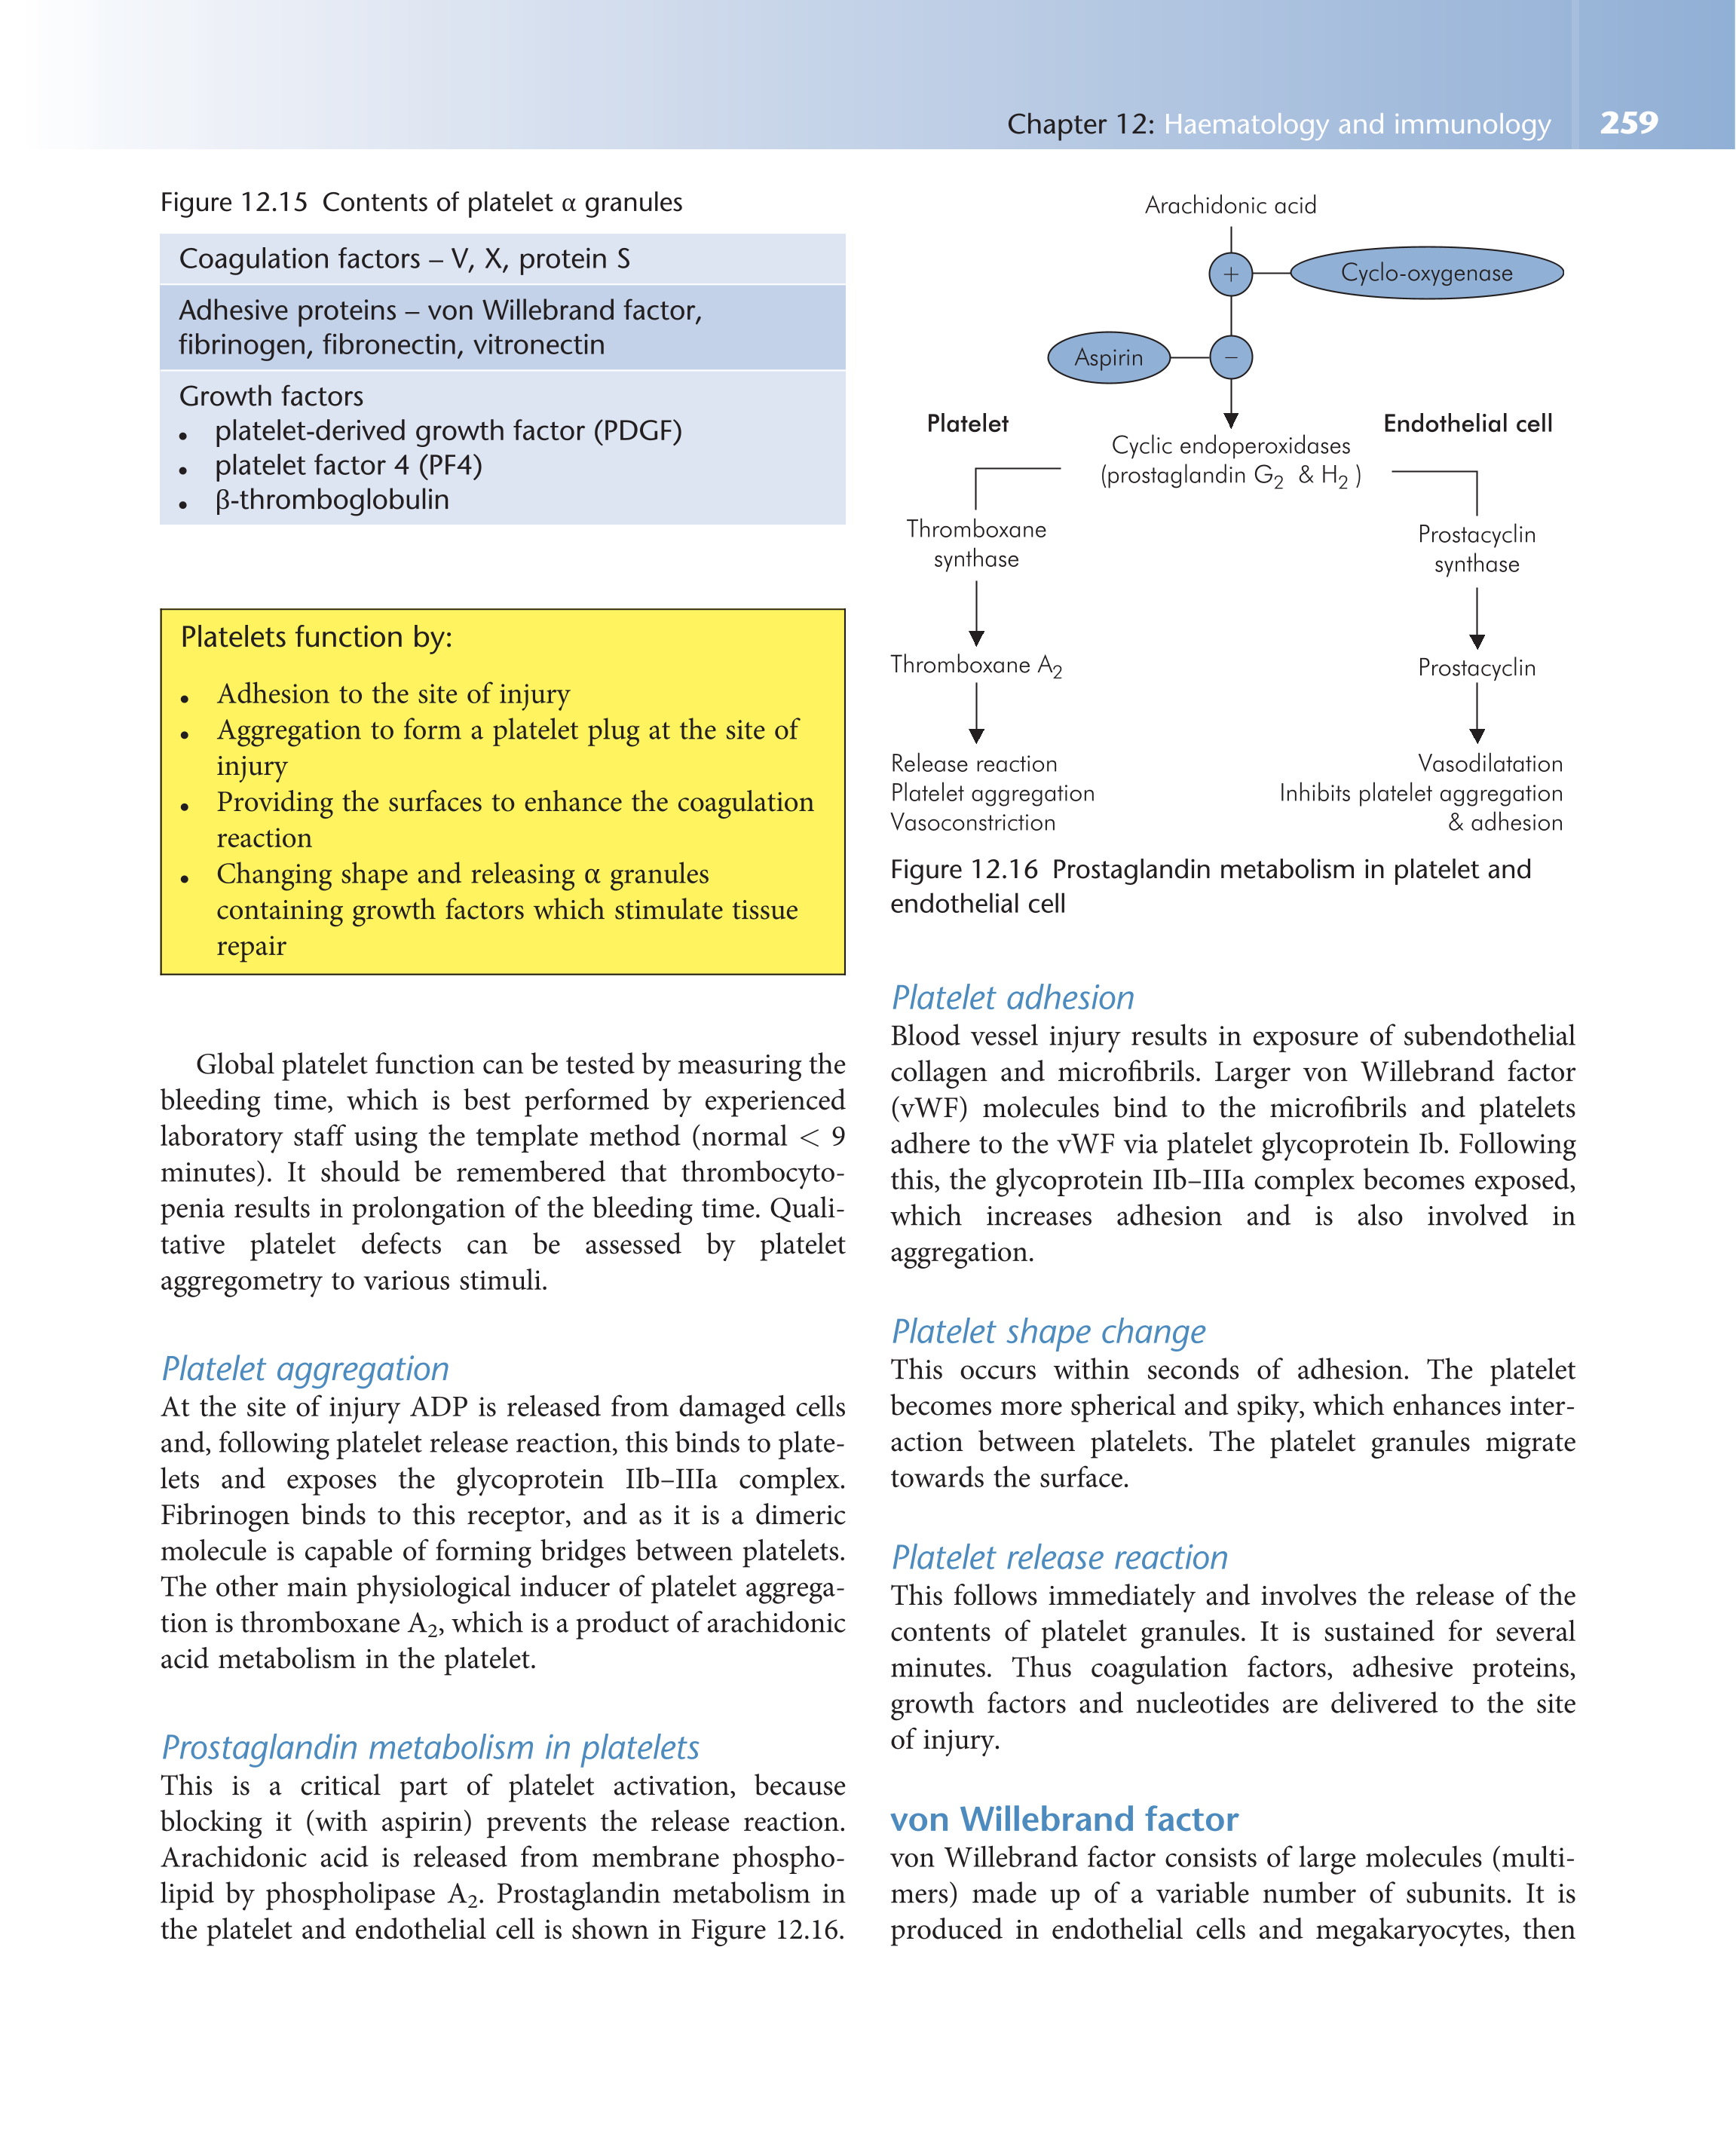 Chapter 12: Haematology and immunology 259
Figure 12.15 Contents of platelet α granules
Coagulation factors – V, X, protein S
Adhesive proteins – von Willebrand factor,
fibrinogen, fibronectin, vitronectin
Growth factors
• platelet-derived growth factor (PDGF)
• platelet factor 4 (PF4)
• β-thromboglobulin
Platelets function by:
• Adhesion to the site of injury
• Aggregation to form a platelet plug at the site of
injury
• Providing the surfaces to enhance the coagulation
reaction
• Changing shape and releasing α granules
containing growth factors which stimulate tissue
repair
Global platelet function can be tested by measuring the
bleeding time, which is best performed by experienced
laboratory staff using the template method (normal < 9
minutes). It should be remembered that thrombocyto-
penia results in prolongation of the bleeding time. Quali-
tative platelet defects can be assessed by platelet
aggregometry to various stimuli.
Platelet aggregation
At the site of injury ADP is released from damaged cells
and, following platelet release reaction, this binds to plate-
lets and exposes the glycoprotein IIb–IIIa complex.
Fibrinogen binds to this receptor, and as it is a dimeric
molecule is capable of forming bridges between platelets.
The other main physiological inducer of platelet aggrega-
tion is thromboxane A2, which is a product of arachidonic
acid metabolism in the platelet.
Prostaglandin metabolism in platelets
This is a critical part of platelet activation, because
blocking it (with aspirin) prevents the release reaction.
Arachidonic acid is released from membrane phospho-
lipid by phospholipase A2. Prostaglandin metabolism in
the platelet and endothelial cell is shown in Figure 12.16.
Arachidonic acid
+ Cyclo-oxygenase
Aspirin −
Platelet Endothelial cell
Cyclic endoperoxidases
(prostaglandin G2 & H2 )
Thromboxane
synthase
Prostacyclin
synthase
Thromboxane A2
Prostacyclin
Release reaction
Platelet aggregation
Vasoconstriction
Vasodilatation
Inhibits platelet aggregation
& adhesion
Figure 12.16 Prostaglandin metabolism in platelet and
endothelial cell
Platelet adhesion
Blood vessel injury results in exposure of subendothelial
collagen and microfibrils. Larger von Willebrand factor
(vWF) molecules bind to the microfibrils and platelets
adhere to the vWF via platelet glycoprotein Ib. Following
this, the glycoprotein IIb–IIIa complex becomes exposed,
which increases adhesion and is also involved in
aggregation.
Platelet shape change
This occurs within seconds of adhesion. The platelet
becomes more spherical and spiky, which enhances inter-
action between platelets. The platelet granules migrate
towards the surface.
Platelet release reaction
This follows immediately and involves the release of the
contents of platelet granules. It is sustained for several
minutes. Thus coagulation factors, adhesive proteins,
growth factors and nucleotides are delivered to the site
of injury.
von Willebrand factor
von Willebrand factor consists of large molecules (multi-
mers) made up of a variable number of subunits. It is
produced in endothelial cells and megakaryocytes, then